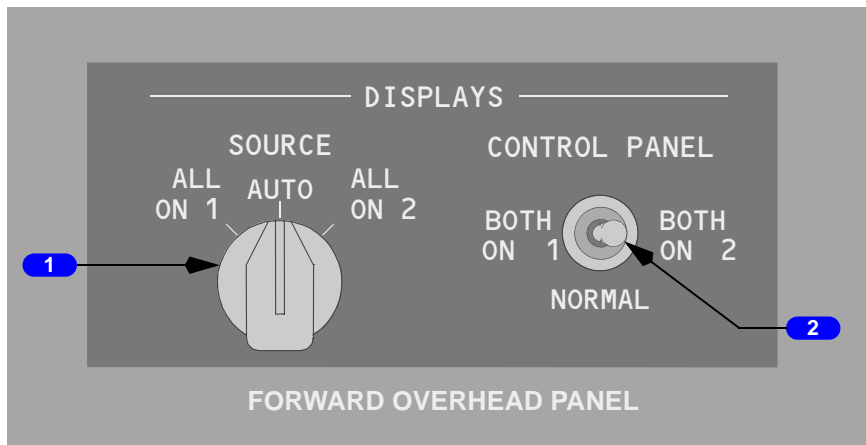 DISPLAYS
SOURCE
ALL ON 1
AUTO
ALL ON 2
CONTROL PANEL
BOTH ON 1
BOTH ON 2
NORMAL
1
2
FORWARD OVERHEAD PANEL